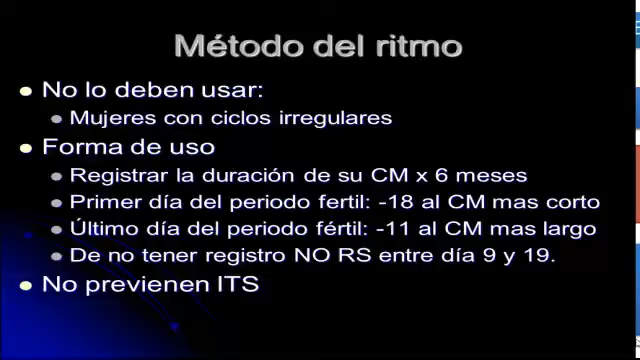 Método del ritmo
No lo deben usar:
Mujeres con ciclos irregulares
Forma de uso
Registrar la duración de su CM x 6 meses
Primer día del periodo fertil: -18 al CM mas corto
Último día del periodo fértil: -11 al CM mas largo
De no tener registro NO RS entre día 9 y 19.
No previenen ITS